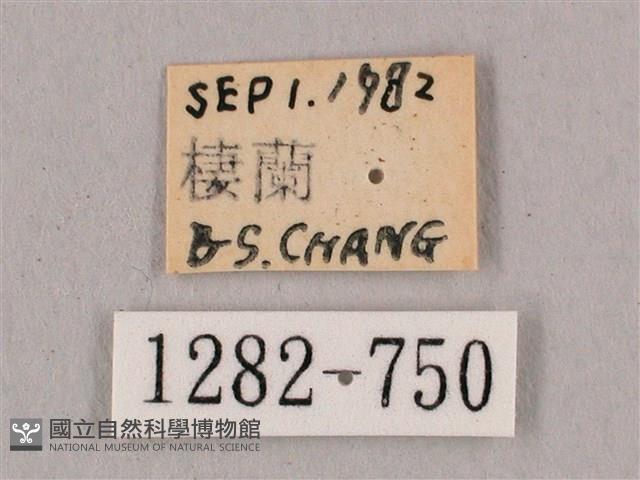 SEP 1. 1982
棲蘭
B.S. CHANG
1282-750
國立自然科學博物館
NATIONAL MUSEUM OF NATURAL SCIENCE